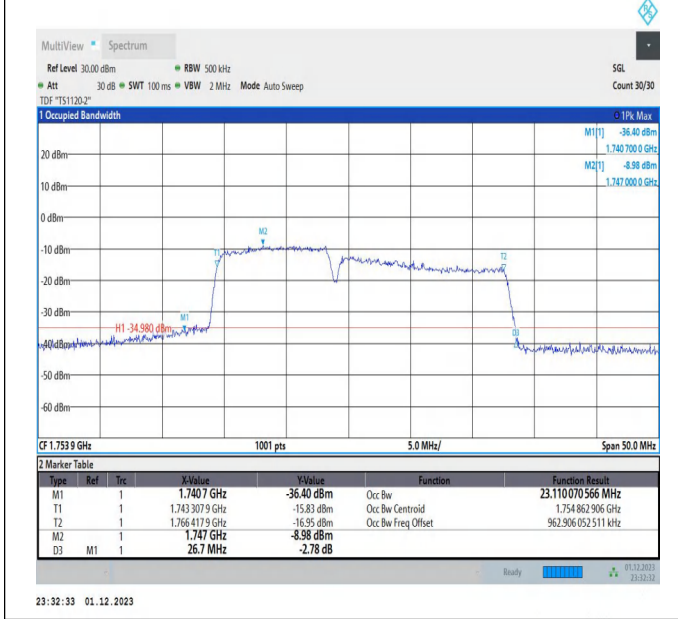 MultiView Spectrum
Ref Level 30.00 dBm RBW 500 kHz SGL
Att 30 dB SWT 100 ms VBW 2 MHz Mode Auto Sweep Count 30/30
TDF "TS1120-2"
1 Occupied Bandwidth 1Pk Max
M1[1] -36.40 dBm
1.740 700 0 GHz
M2[1] -8.98 dBm
1.747 000 0 GHz
20 dBm
10 dBm
0 dBm
M2
-10 dBm
T1
T2
-20 dBm
-30 dBm
M1
H1 -34.980 dBm
D3
-40 dBm
-50 dBm
-60 dBm
CF 1.753 9 GHz 1001 pts 5.0 MHz/ Span 50.0 MHz
2 Marker Table
Type Ref Trc X-Value Y-Value Function Function Result
M1 1 1.7407 GHz -36.40 dBm Occ Bw 23.110 070 566 MHz
T1 1 1.743 307 9 GHz -15.83 dBm Occ Bw Centroid 1.754 862 906 GHz
T2 1 1.766 417 9 GHz -16.95 dBm Occ Bw Freq Offset 962.906 052 511 kHz
M2 1 1.747 GHz -8.98 dBm
D3 M1 1 26.7 MHz -2.78 dB
Ready 01.12.2023
23:32:32
23:32:33 01.12.2023